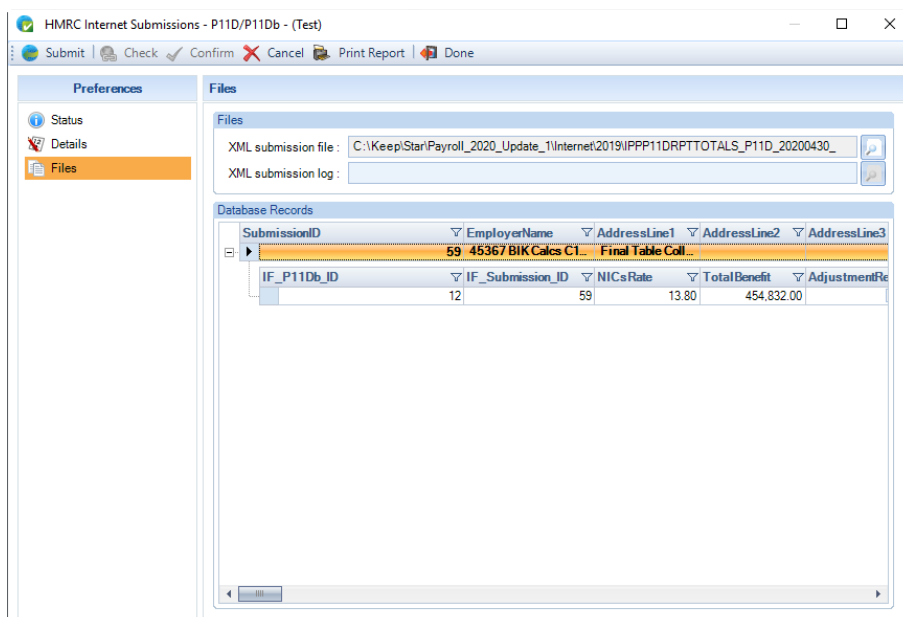 HMRC Internet Submissions - P11D/P11Db - (Test)
Submit Check Confirm Cancel Print Report Done
Preferences
Files
Status
Details
Files
Files
XML submission file : C:\Keep\Star\Payroll_2020_Update_1\Internet\2019\IPPP11DRPTTOTALS_P11D_20200430_
XML submission log :
Database Records
SubmissionID EmployerName AddressLine1 AddressLine2 AddressLine3
59 45367 BIK Calcs C1... Final Table Coll...
IF_P11Db_ID IF_Submission_ID NICsRate TotalBenefit AdjustmentRe
12 59 13.80 454,832.00